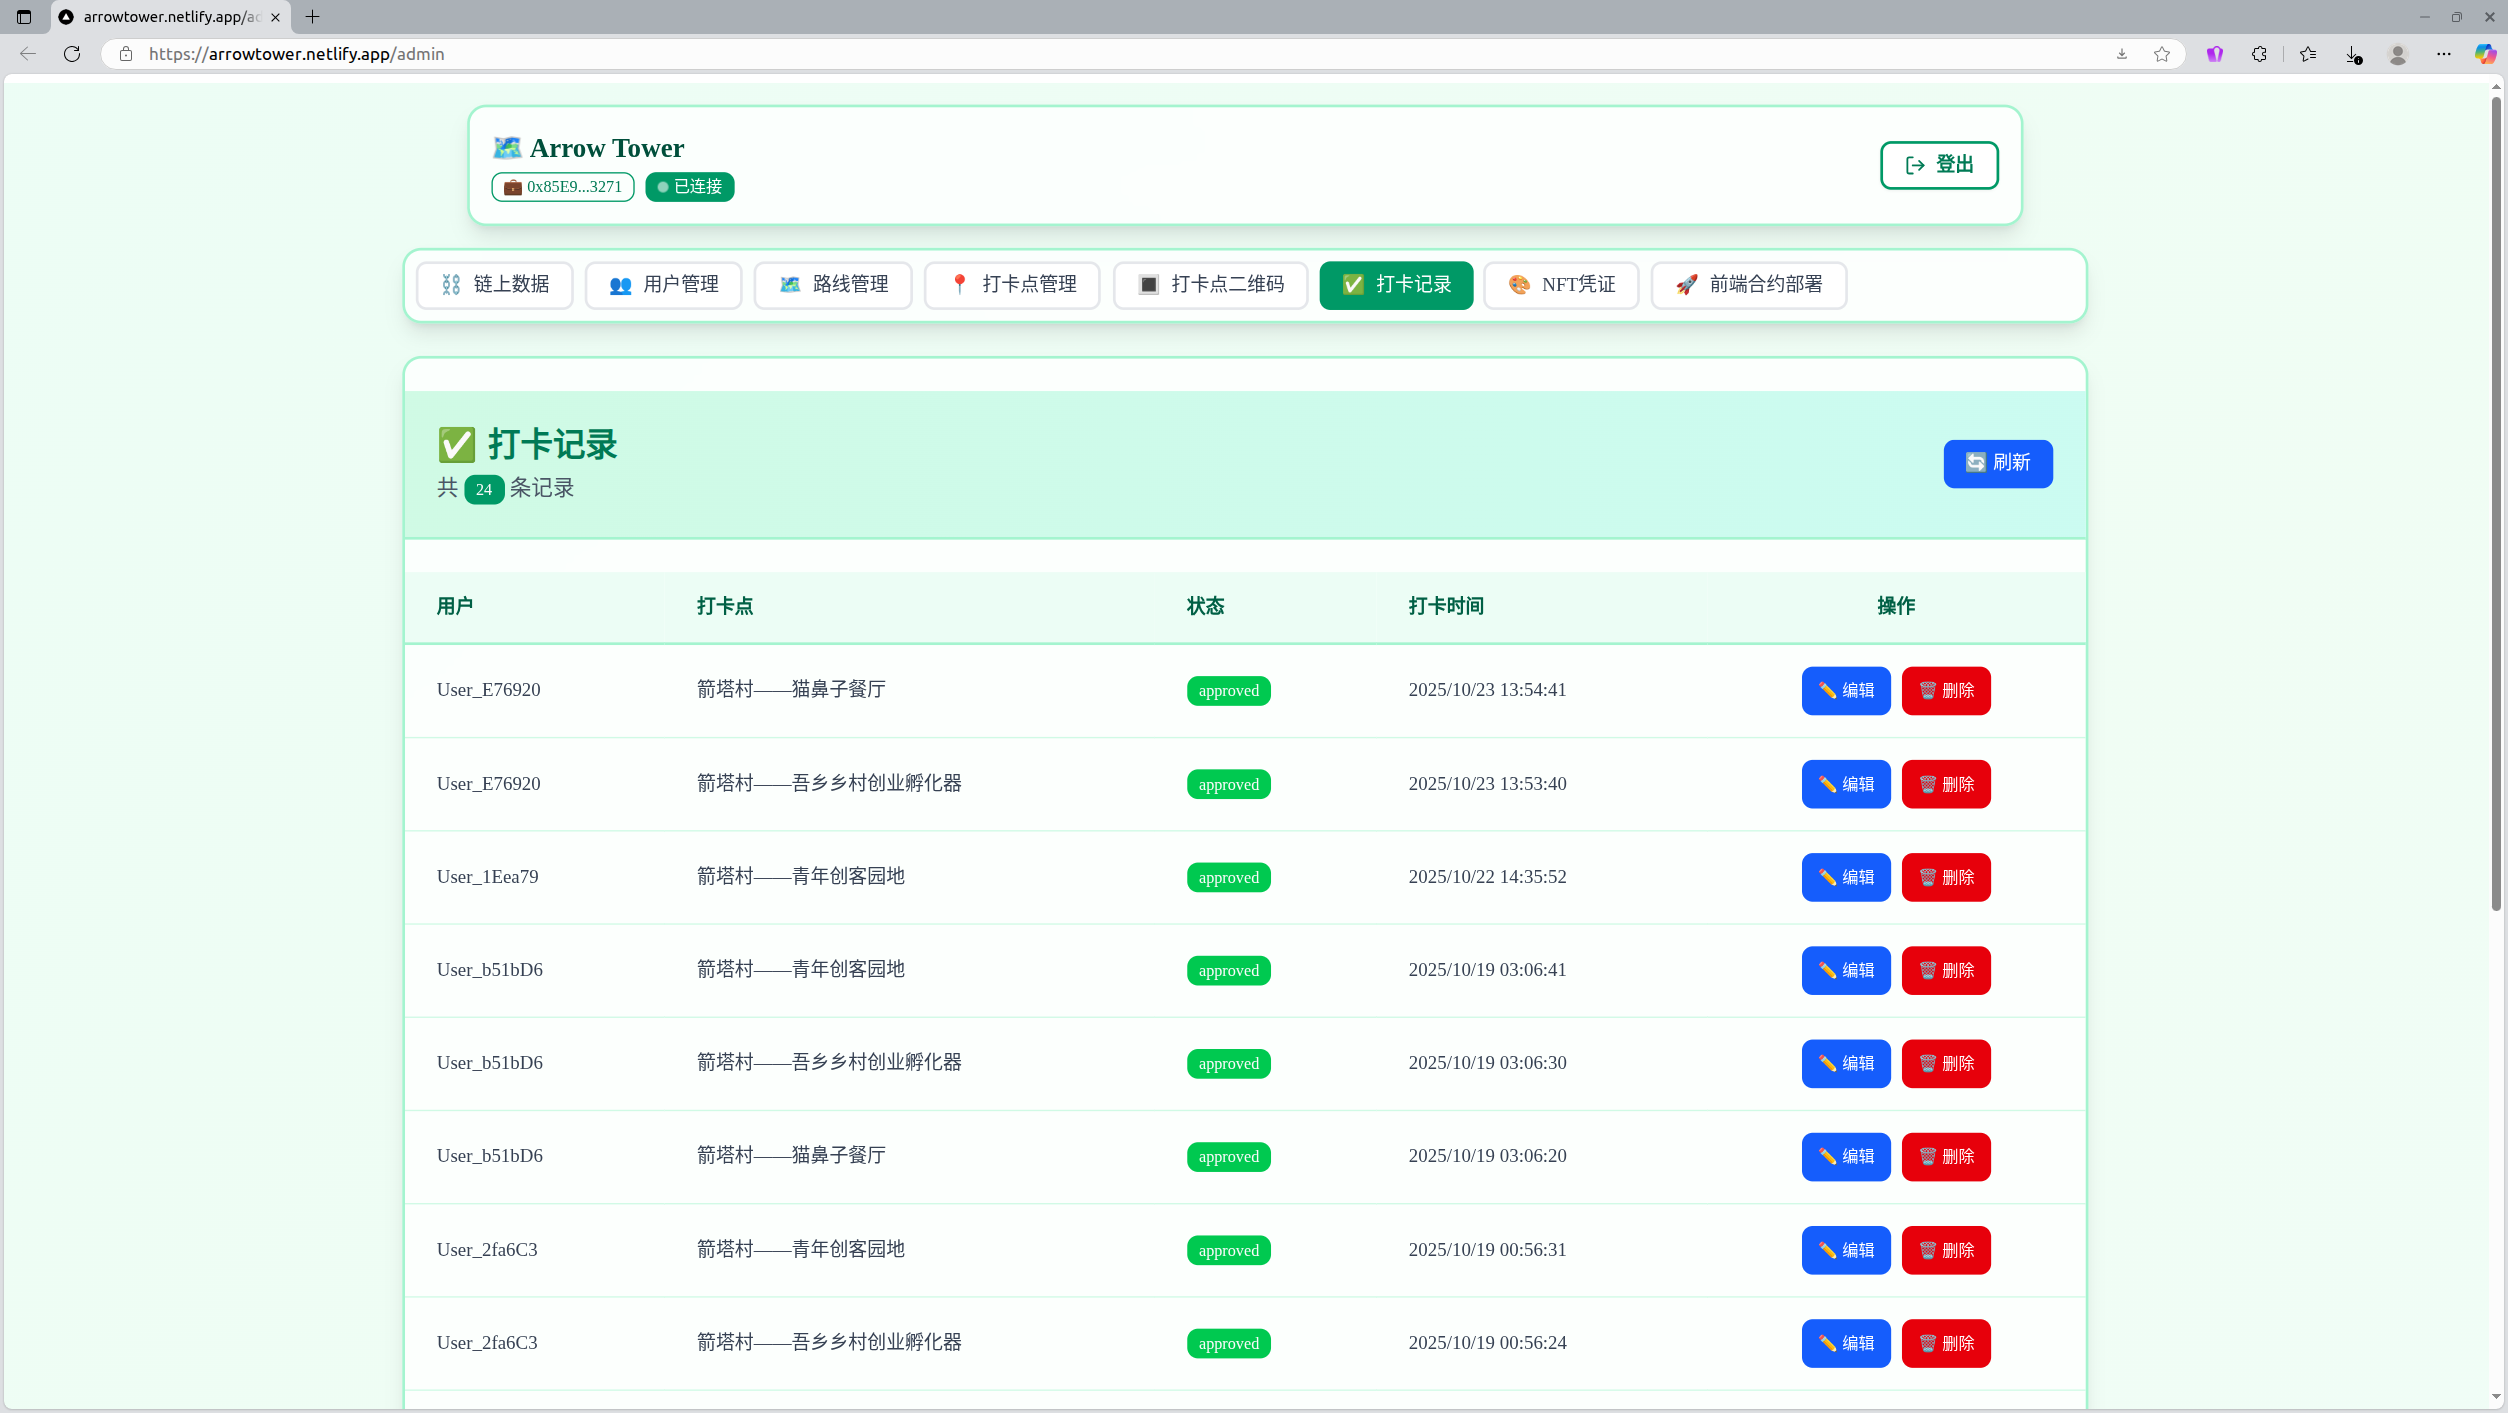 arrowtower.netlify.app/ad
https://arrowtower.netlify.app/admin
Arrow Tower
0x85E9...3271 已连接
登出
链上数据 用户管理 路线管理 打卡点管理 打卡点二维码 打卡记录 NFT凭证 前端合约部署
打卡记录
共 24 条记录
刷新
用户 打卡点 状态 打卡时间 操作
User_E76920 箭塔村——猫鼻子餐厅 approved 2025/10/23 13:54:41 编辑 删除
User_E76920 箭塔村——吾乡乡村创业孵化器 approved 2025/10/23 13:53:40 编辑 删除
User_1Eea79 箭塔村——青年创客园地 approved 2025/10/22 14:35:52 编辑 删除
User_b51bD6 箭塔村——青年创客园地 approved 2025/10/19 03:06:41 编辑 删除
User_b51bD6 箭塔村——吾乡乡村创业孵化器 approved 2025/10/19 03:06:30 编辑 删除
User_b51bD6 箭塔村——猫鼻子餐厅 approved 2025/10/19 03:06:20 编辑 删除
User_2fa6C3 箭塔村——青年创客园地 approved 2025/10/19 00:56:31 编辑 删除
User_2fa6C3 箭塔村——吾乡乡村创业孵化器 approved 2025/10/19 00:56:24 编辑 删除